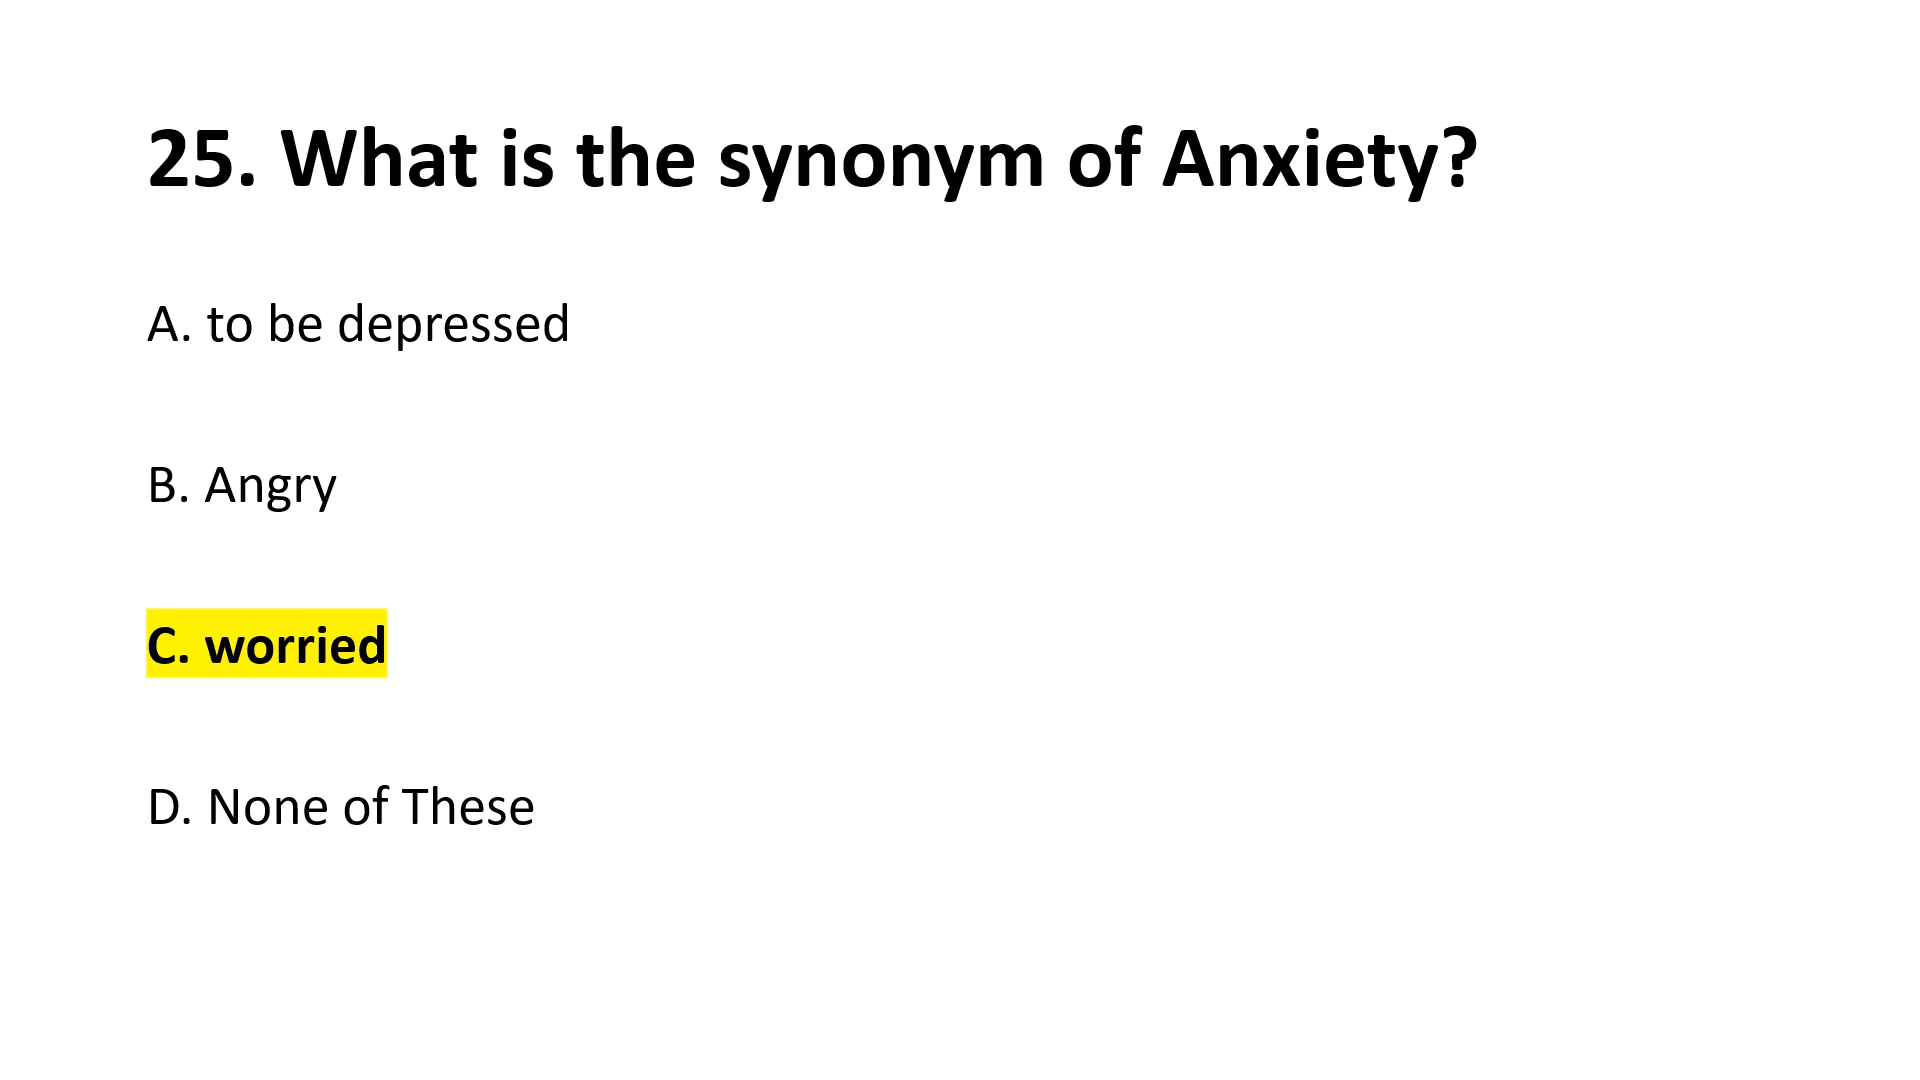 25. What is the synonym of Anxiety?
A. to be depressed
B. Angry
C. worried
D. None of These